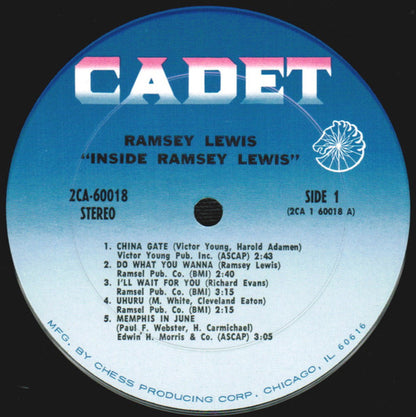 CADET
RAMSEY LEWIS
"INSIDE RAMSEY LEWIS"
2CA-60018
STEREO
SIDE 1
(2CA 1 60018 A)
1. CHINA GATE (Victor Young, Harold Adamen)
Victor Young Pub. Inc. (ASCAP) 2:43
2. DO WHAT YOU WANNA (Ramsey Lewis)
Ramsel Pub. Co. (BMI) 2:40
3. I'LL WAIT FOR YOU (Richard Evans)
Ramsel Pub. Co. (BMI) 3:15
4. UHURU (M. White, Cleveland Eaton)
Ramsel Pub. Co. (BMI) 2:15
5. MEMPHIS IN JUNE
(Paul F. Webster, H. Carmichael)
Edwin H. Morris & Co. (ASCAP) 3:05
MFG. BY CHESS PRODUCING CORP. CHICAGO, IL 60616